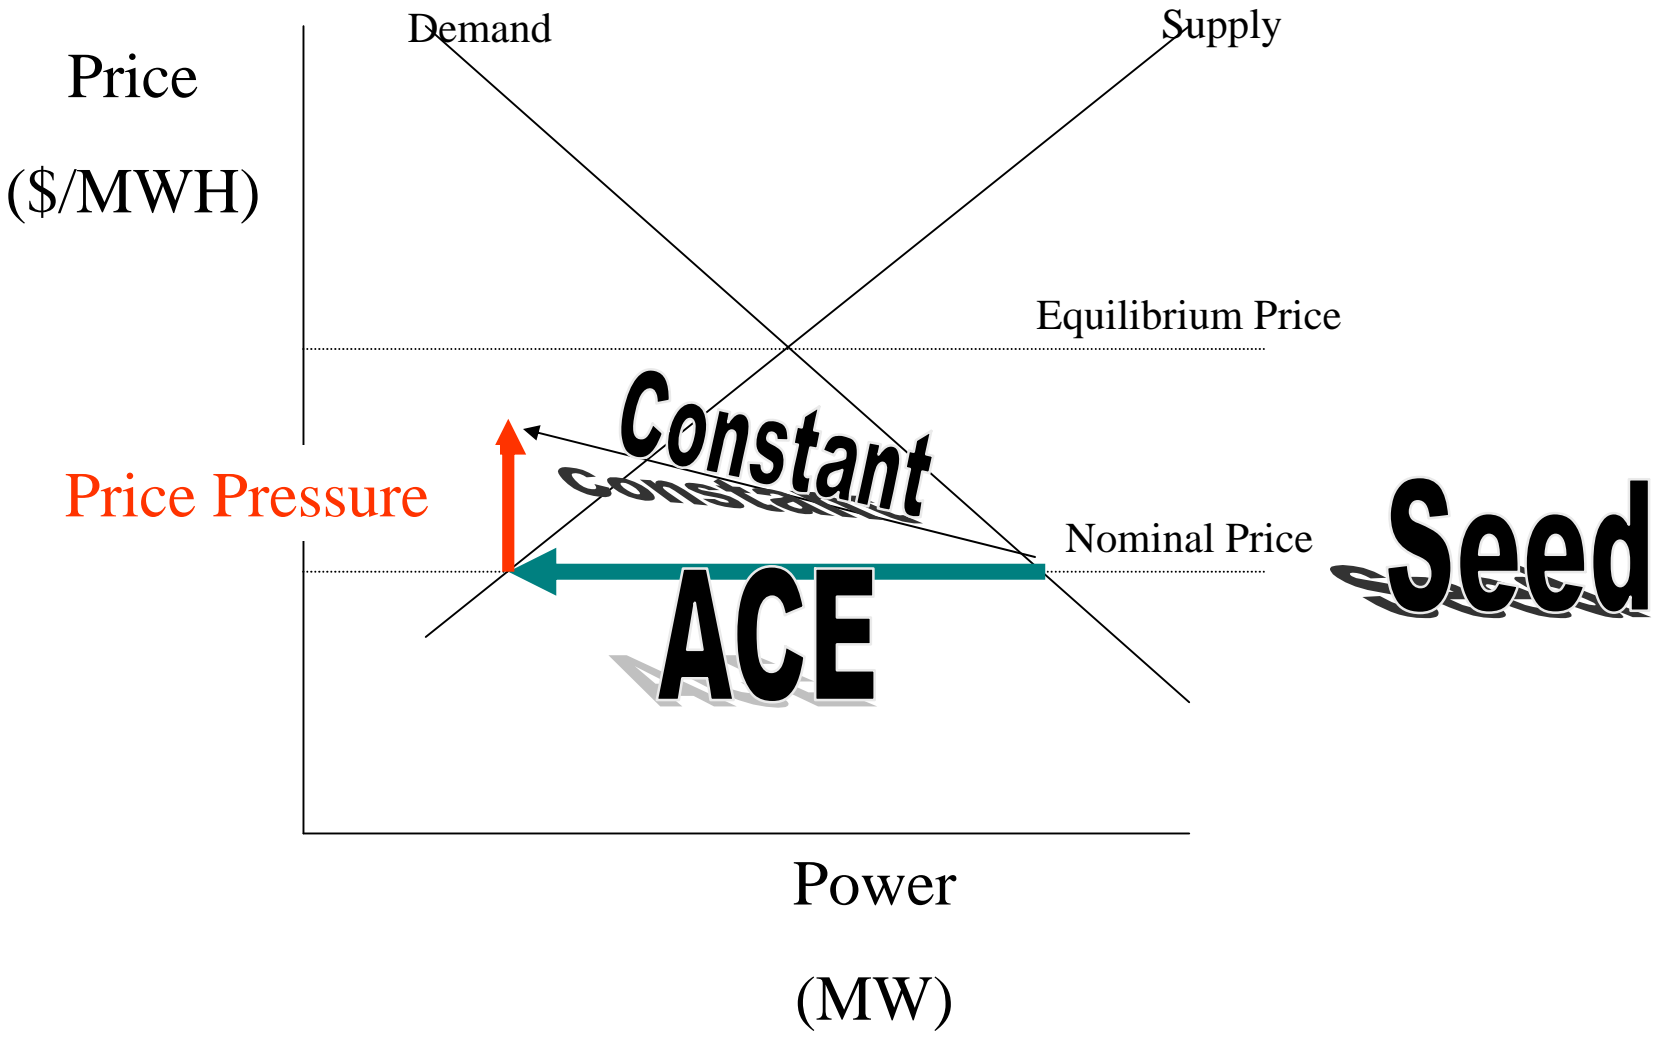 Demand
Supply
Price
($/MWH)
Equilibrium Price
Constant
Price Pressure
Nominal Price
Seed
ACE
Power
(MW)